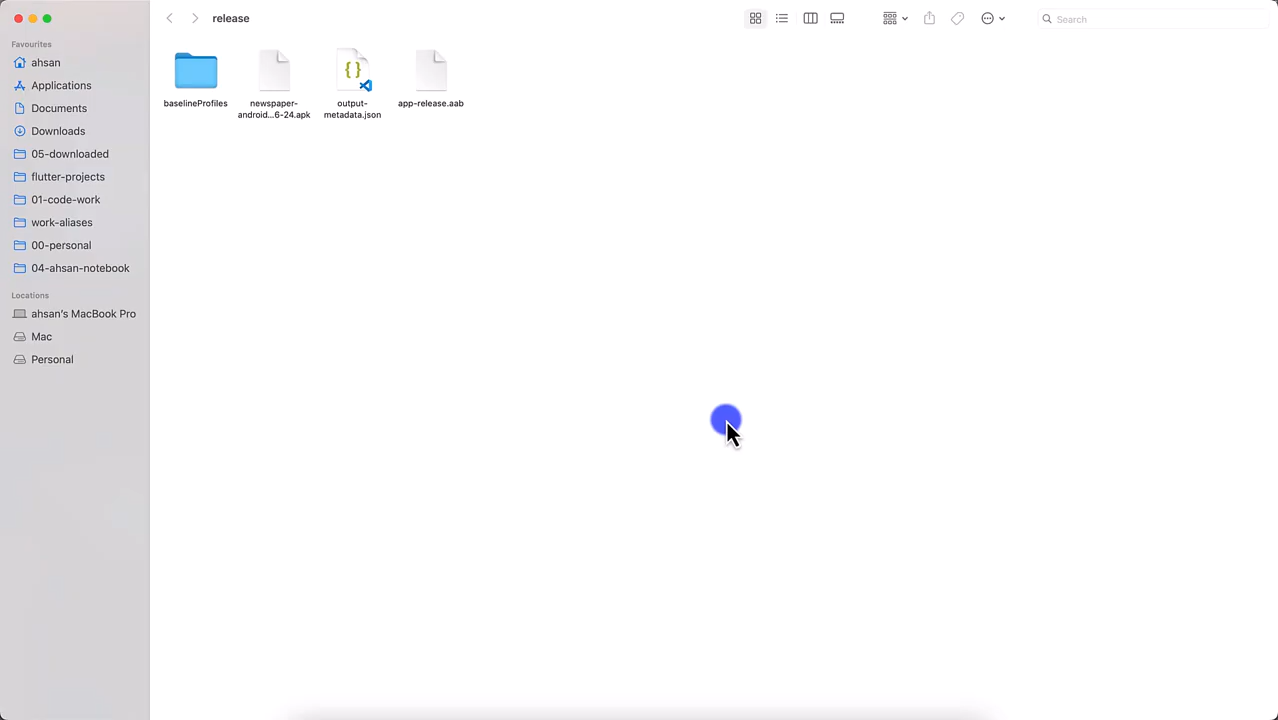 release
Search
Favourites
ahsan
Applications
Documents
Downloads
05-downloaded
flutter-projects
01-code-work
work-aliases
00-personal
04-ahsan-notebook
Locations
ahsan's MacBook Pro
Mac
Personal
baselineProfiles
newspaper-
android...6-24.apk
output-
metadata.json
app-release.aab